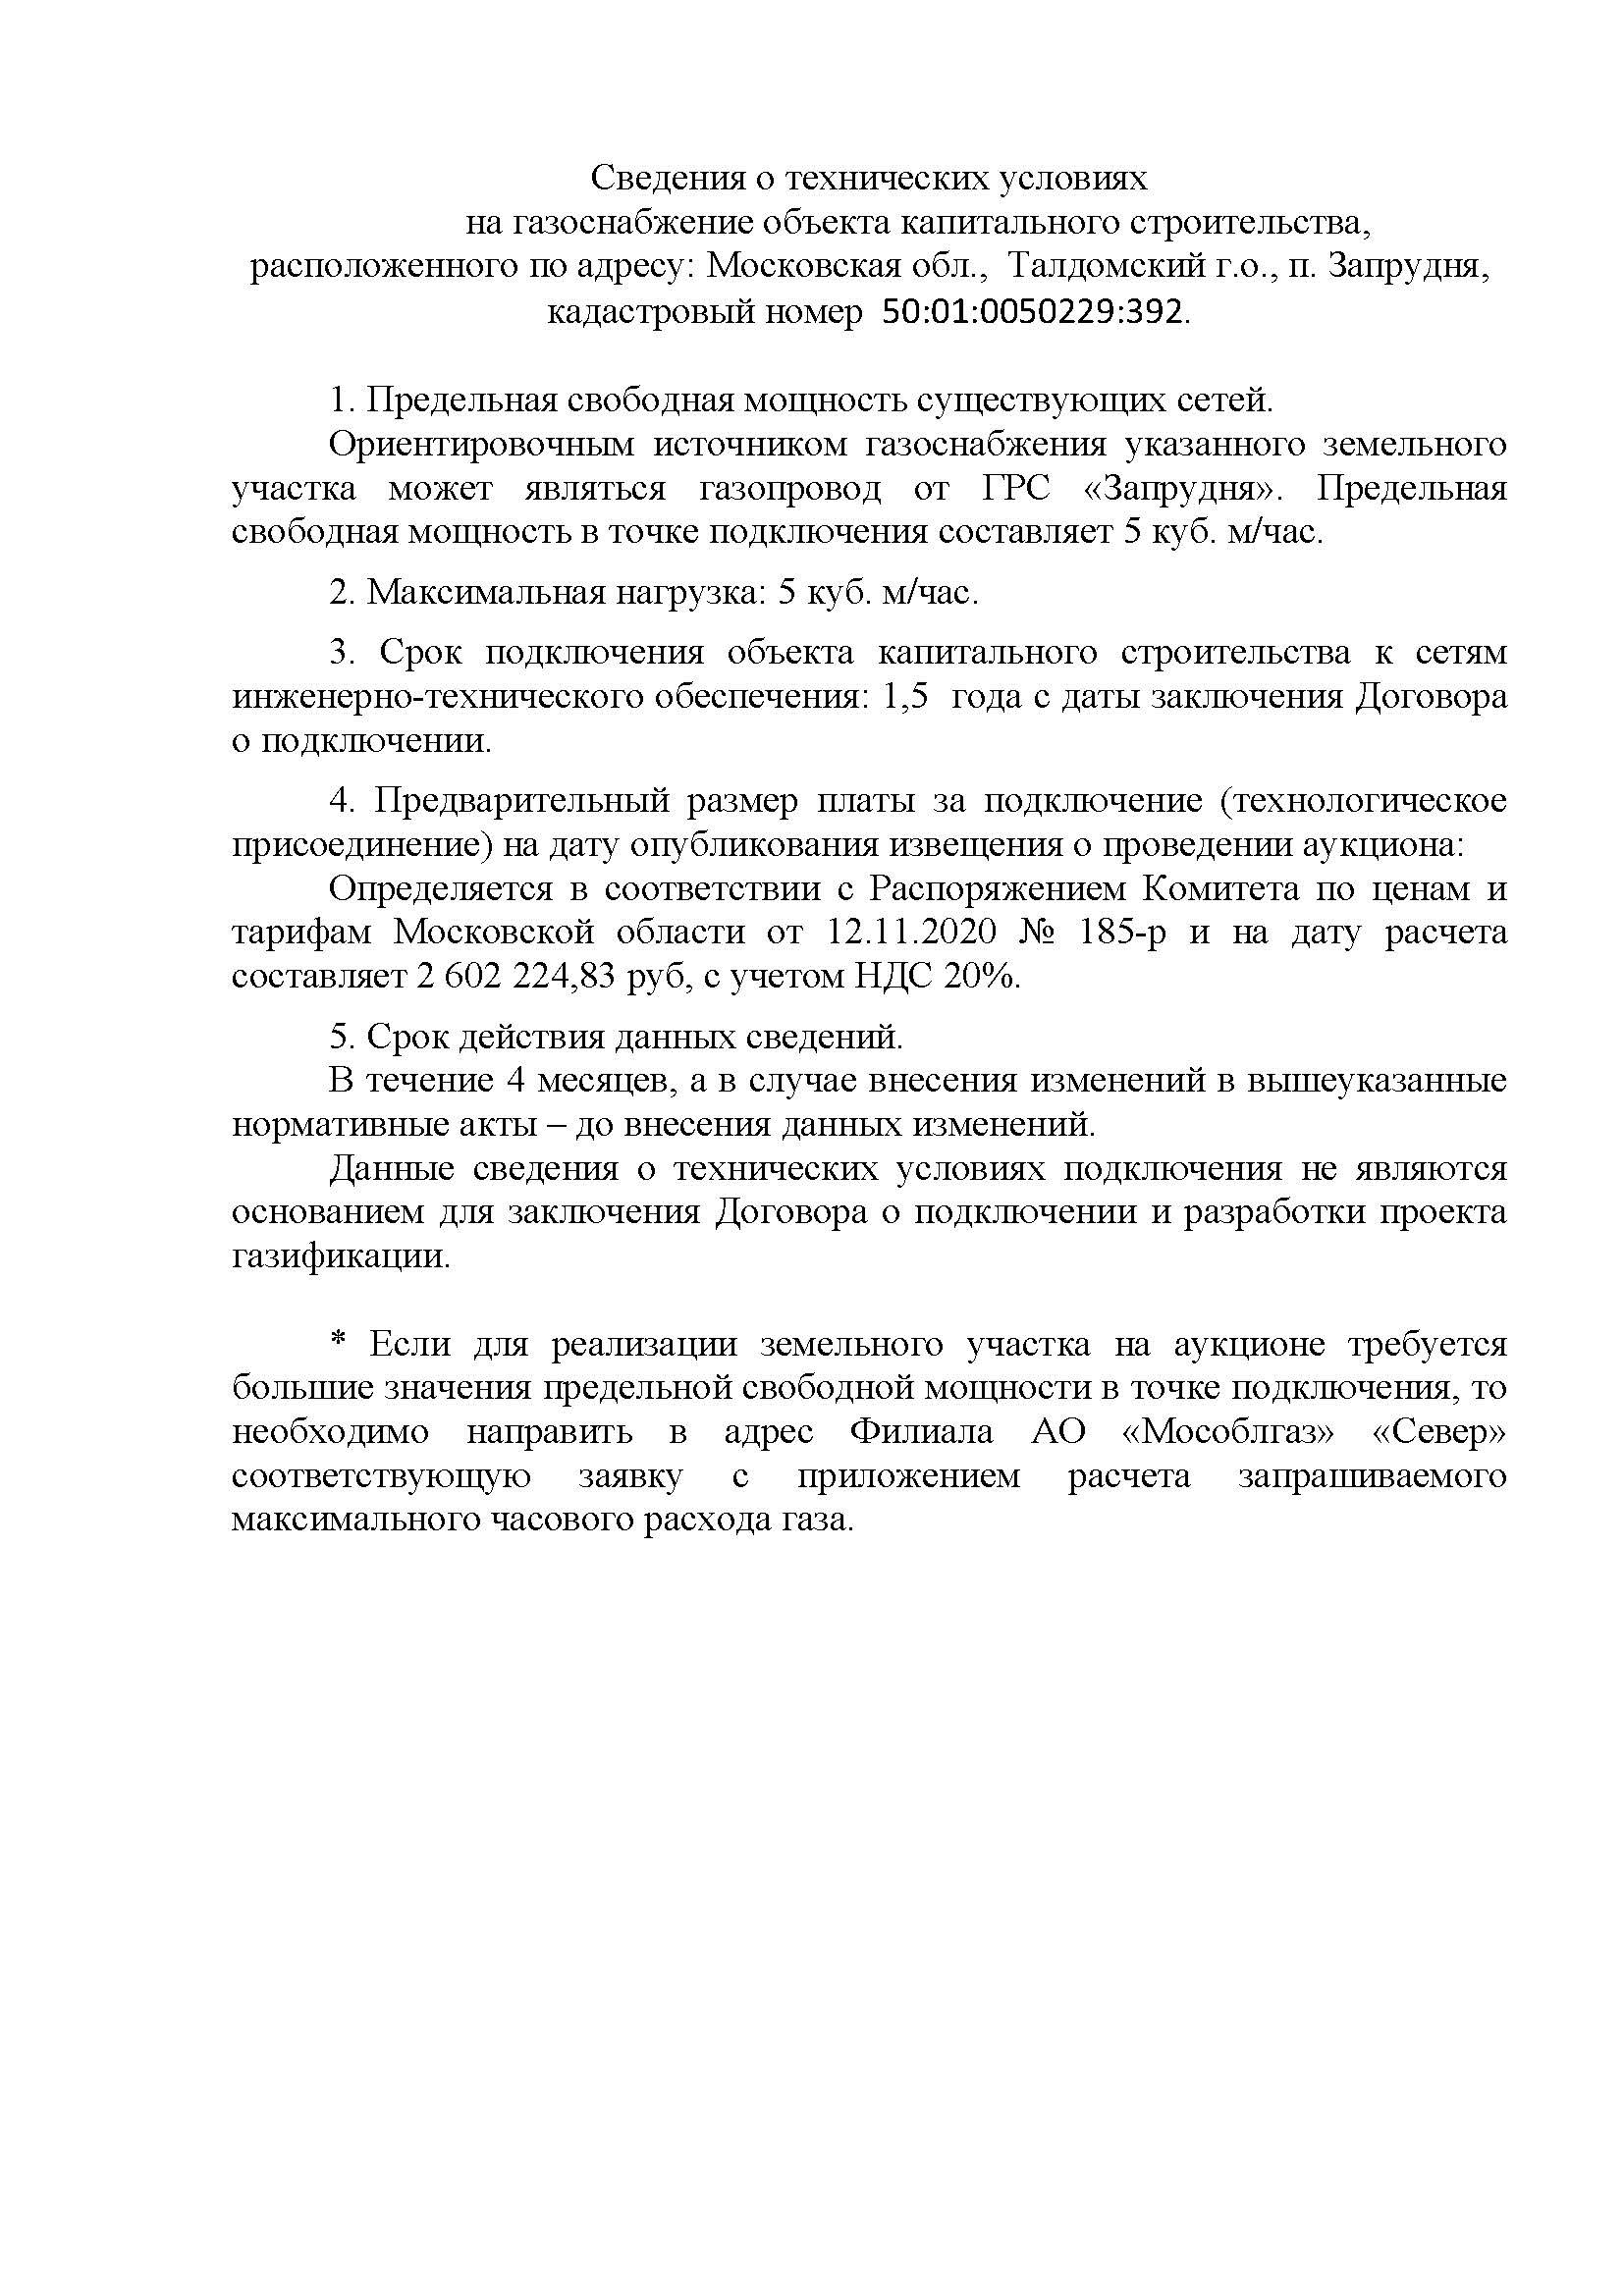 Сведения о технических условиях
на газоснабжение объекта капитального строительства,
расположенного по адресу: Московская обл.,  Талдомский г.о., п. Запрудня,
кадастровый номер  50:01:0050229:392.
1. Предельная свободная мощность существующих сетей.
Ориентировочным источником газоснабжения указанного земельного
участка может являться газопровод от ГРС «Запрудня». Предельная
свободная мощность в точке подключения составляет 5 куб. м/час.
2. Максимальная нагрузка: 5 куб. м/час.
3. Срок подключения объекта капитального строительства к сетям
инженерно-технического обеспечения: 1,5  года с даты заключения Договора
о подключении.
4. Предварительный размер платы за подключение (технологическое
присоединение) на дату опубликования извещения о проведении аукциона:
Определяется в соответствии с Распоряжением Комитета по ценам и
тарифам Московской области от 12.11.2020 № 185-р и на дату расчета
составляет 2 602 224,83 руб, с учетом НДС 20%.
5. Срок действия данных сведений.
В течение 4 месяцев, а в случае внесения изменений в вышеуказанные
нормативные акты – до внесения данных изменений.
Данные сведения о технических условиях подключения не являются
основанием для заключения Договора о подключении и разработки проекта
газификации.
* Если для реализации земельного участка на аукционе требуется
большие значения предельной свободной мощности в точке подключения, то
необходимо направить в адрес Филиала АО «Мособлгаз» «Север»
соответствующую заявку с приложением расчета запрашиваемого
максимального часового расхода газа.